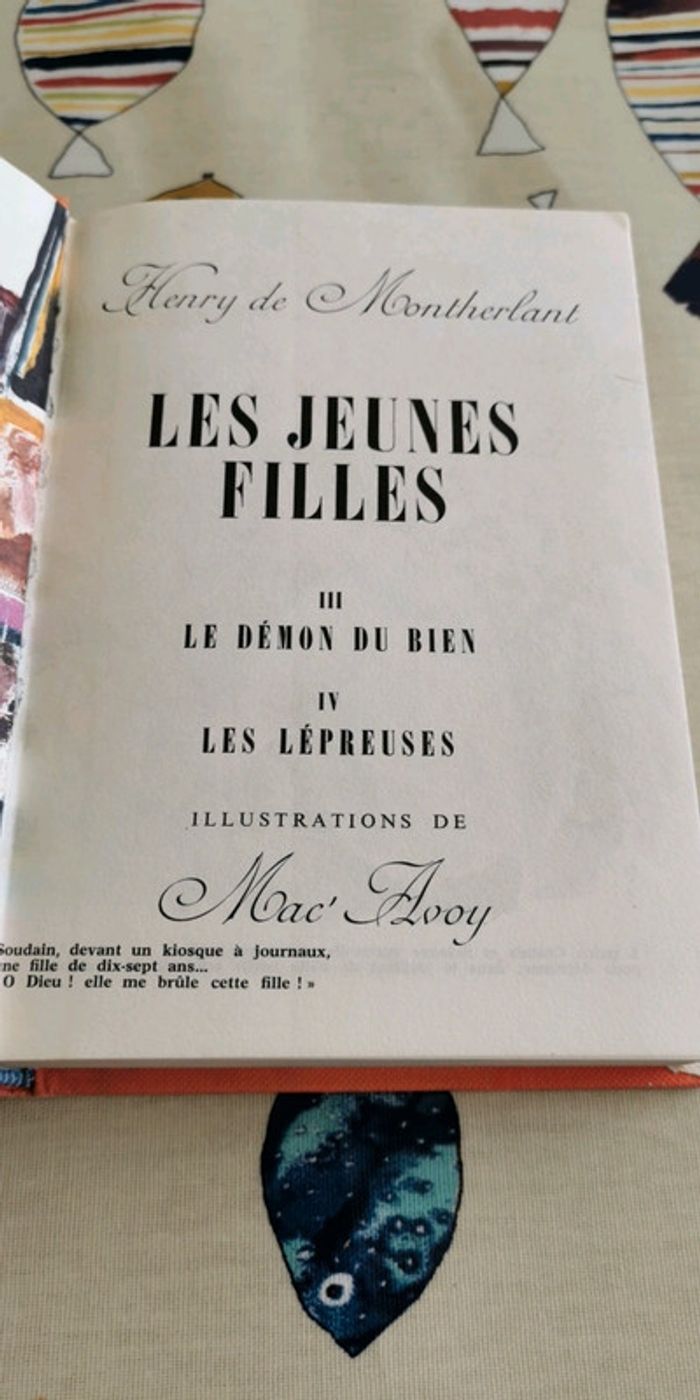 Henry de Montherlant
LES JEUNES
FILLES
III
LE DÉMON DU BIEN
IV
LES LÉPREUSES
ILLUSTRATIONS DE
Mac' Avoy
Soudain, devant un kiosque à journaux,
ne fille de dix-sept ans...
O Dieu ! elle me brûle cette fille ! »